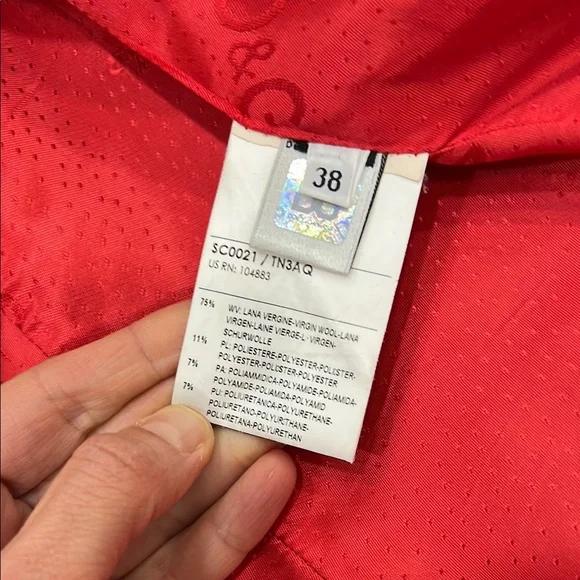 & G
38
SC0021 / TN3AQ
US RN: 104883
75% WV: LANA VERGINE-VIRGIN WOOL-LANA
VIRGEN-LAINE VIERGE-L'-VIRGEN-
SCHURWOLLE
11% PL: POLIESTERE-POLYESTER-POLIESTER-
POLYESTER-POLIESTER-POLYESTER
7% PA: POLIAMMIDICA-POLYAMIDE-POLIAMIDA-
POLYAMIDE-POLIAMIDA-POLYAMID
7% PU: POLIURETANICA-POLYURETHANE-
POLIURETANO-POLYURETHANE-
POLIURETANA-POLYURETHAN